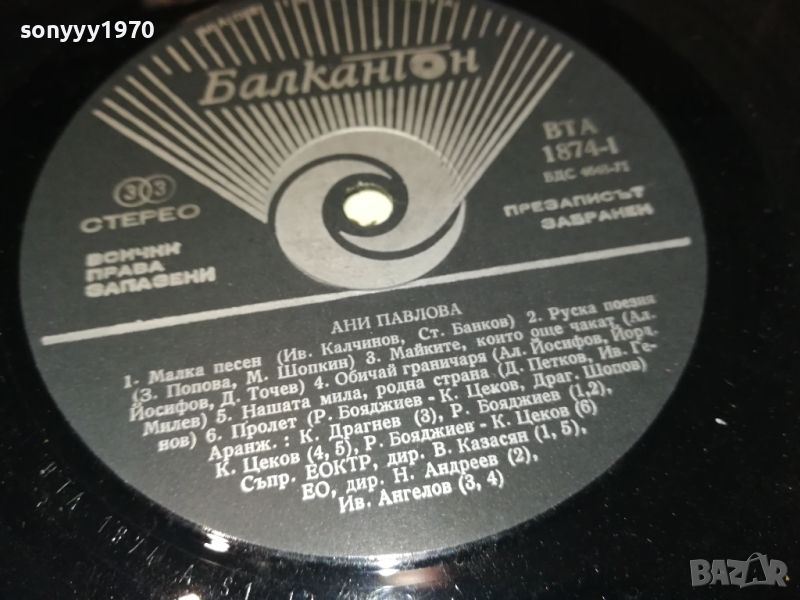 sonyyy1970
Балкантон
ВТА
1874-I
БДС
33
СТЕРЕО
ПРЕЗАПИСЪТ
ЗАБРАНЕН
ВСИЧКИ
ПРАВА
ЗАПАЗЕНИ
АНИ ПАВЛОВА
1. Малка песен (Ив. Калчинов, Ст. Банков) 2. Руска поезия
(З. Попова, М. Шопкин) 3. Майките, които още чакат (Ал.
Йосифов, Д. Точев) 4. Обичай граничаря (Ал. Йосифов, Йорд.
Милев) 5. Нашата мила, родна страна (Д. Петков, Ив. Ге-
нов) 6. Пролет (Р. Бояджиев - К. Цеков, Драг. Шопов)
Аранж. : К. Драгнев (3), Р. Бояджиев (1,2),
К. Цеков (4, 5), Р. Бояджиев - К. Цеков (6)
Съпр. ЕОКТР, дир. В. Казасян (1, 5),
ЕО, дир. Н. Андреев (2),
Ив. Ангелов (3, 4)
BAZAR